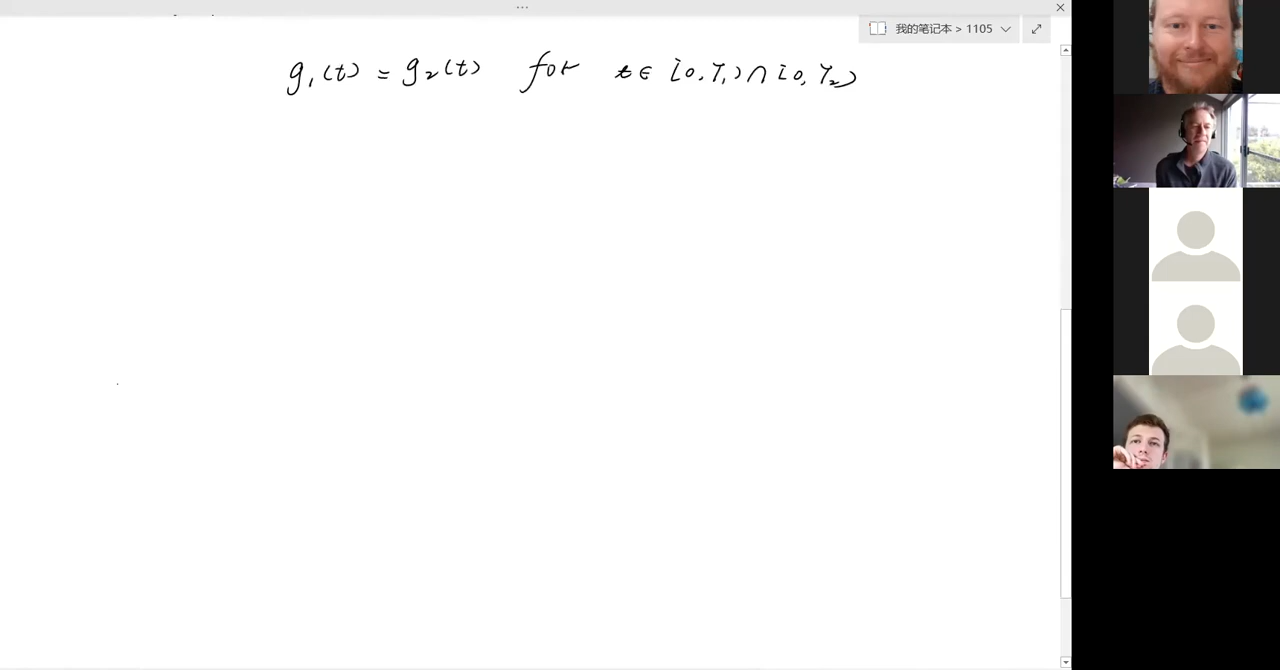 我的笔记本 > 1105
g₁(t) = g₂(t) for t ∈ [0, T₁) ∩ [0, T₂)